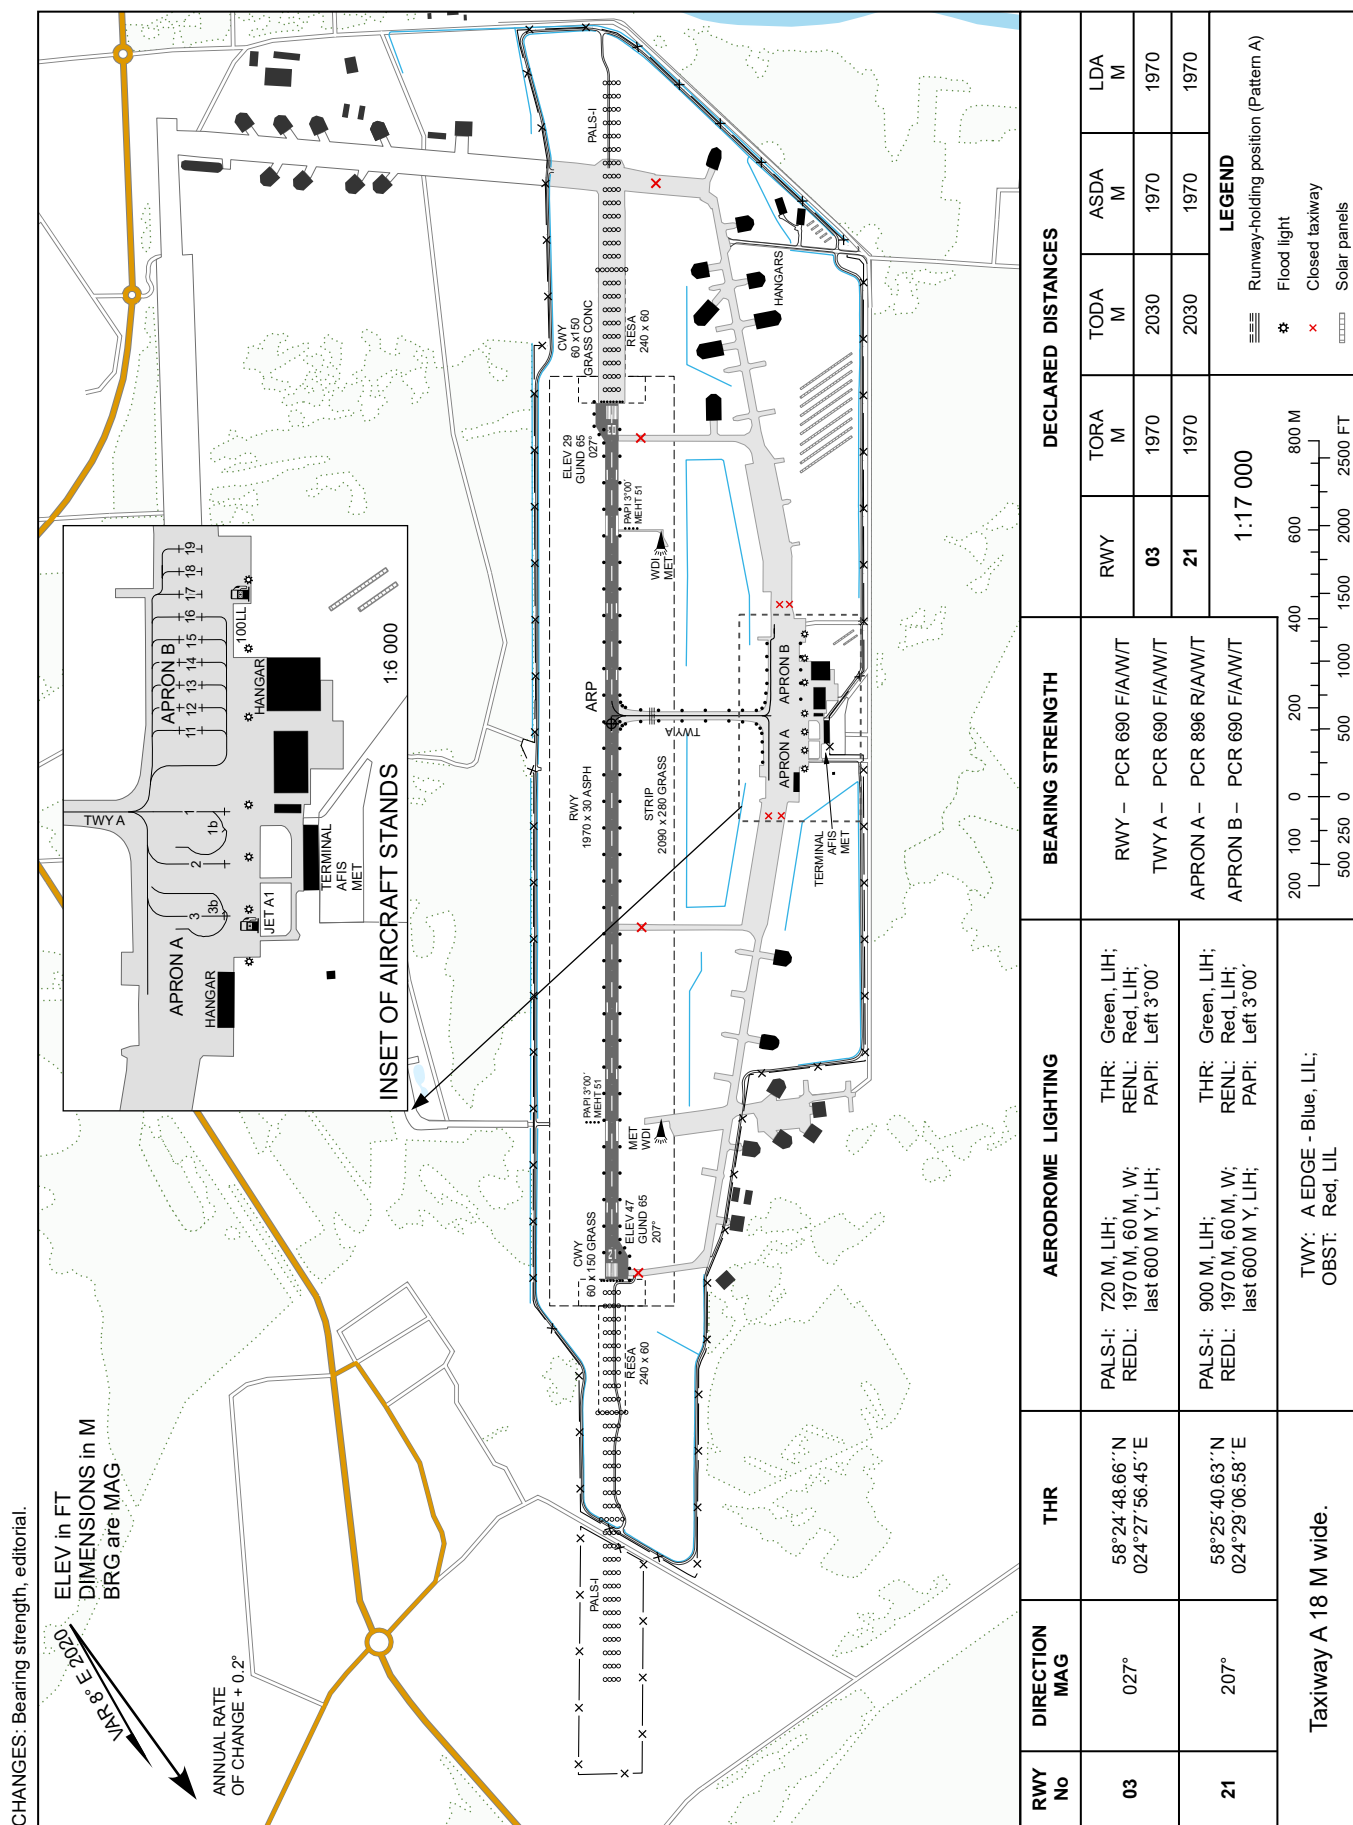 CHANGES: Bearing strength, editorial.
ELEV in FT
DIMENSIONS in M
BRG are MAG
VAR 8° E 2020
ANNUAL RATE
OF CHANGE + 0.2°
INSET OF AIRCRAFT STANDS
1:6 000
TWY A
APRON A
APRON B
HANGAR
HANGAR
TERMINAL
AFIS
MET
JET A1
100LL
3
3b
2
1b
1
11
12
13
14
15
16
17
18
19
PALS-I
RESA
240 x 60
CWY
60 x 150 GRASS
21
ELEV 47
GUND 65
207°
PAPI 3°00´
MEHT 51
MET
WDI
RWY
1970 x 30 ASPH
STRIP
2090 x 280 GRASS
ARP
TWY A
APRON A
APRON B
TERMINAL
AFIS
MET
WDI
MET
PAPI 3°00´
MEHT 51
ELEV 29
GUND 65
027°
03
CWY
60 x150
GRASS CONC
RESA
240 x 60
PALS-I
HANGARS
RWY
No
DIRECTION
MAG
THR
AERODROME LIGHTING
BEARING STRENGTH
DECLARED DISTANCES
03
027°
58°24´48.66´´N
024°27´56.45´´E
PALS-I: 720 M, LIH;
REDL: 1970 M, 60 M, W;
last 600 M Y, LIH;
THR: Green, LIH;
RENL: Red, LIH;
PAPI: Left 3°00´
21
207°
58°25´40.63´´N
024°29´06.58´´E
PALS-I: 900 M, LIH;
REDL: 1970 M, 60 M, W;
last 600 M Y, LIH;
THR: Green, LIH;
RENL: Red, LIH;
PAPI: Left 3°00´
Taxiway A 18 M wide.
TWY: A EDGE - Blue, LIL;
OBST: Red, LIL
RWY – PCR 690 F/A/W/T
TWY A – PCR 690 F/A/W/T
APRON A – PCR 896 R/A/W/T
APRON B – PCR 690 F/A/W/T
RWY
TORA
M
TODA
M
ASDA
M
LDA
M
03 1970 2030 1970 1970
21 1970 2030 1970 1970
1:17 000
200 100 0 200 400 600 800 M
500 250 0 500 1000 1500 2000 2500 FT
LEGEND
Runway-holding position (Pattern A)
Flood light
Closed taxiway
Solar panels